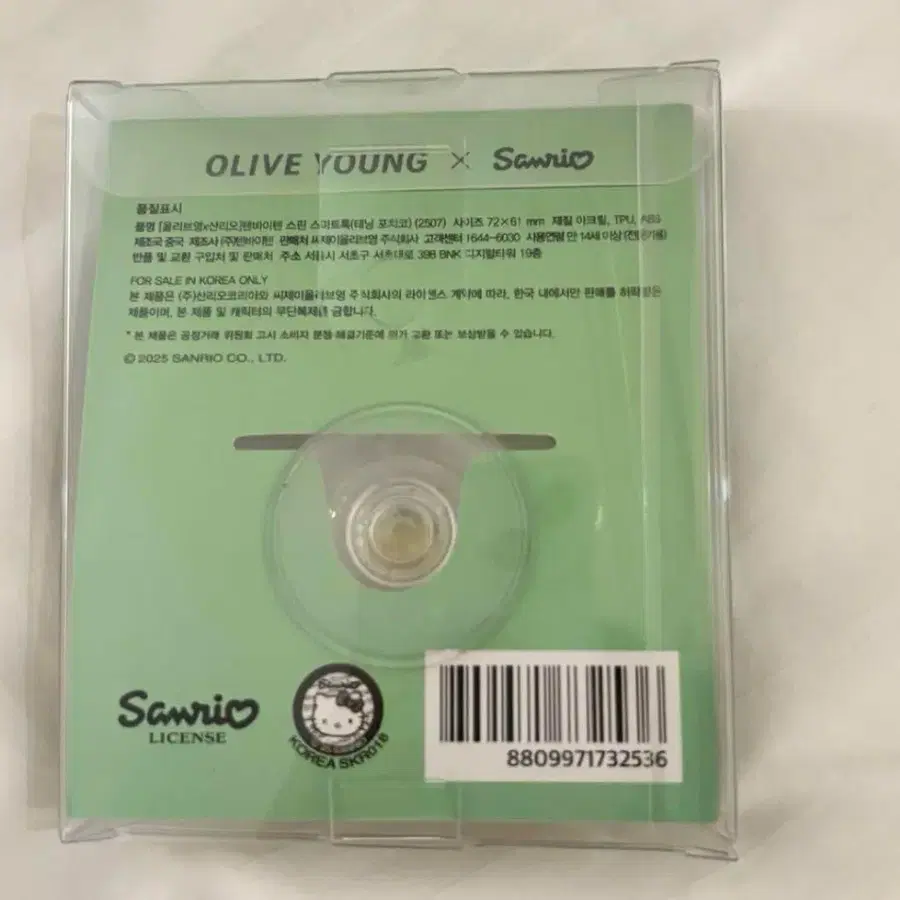 OLIVE YOUNG × Sanrio
품질표시
품명 [올리브영x산리오]텐바이텐 스핀 스마트톡(테닝 포차코) (2507) 사이즈 72×61 mm 재질 아크릴, TPU, ABS
제조국 중국 제조사 (주)텐바이텐 판매처 씨제이올리브영 주식회사 고객센터 1644-6030 사용연령 만 14세 이상
반품 및 교환 구입처 및 판매처 주소 서울시 서초구 서초대로 398 BNK 디지털타워 19층
FOR SALE IN KOREA ONLY
본 제품은 (주)산리오코리아와 씨제이올리브영 주식회사의 라이센스 계약에 따라, 한국 내에서만 판매를 허락받은
제품이며, 본 제품 및 캐릭터의 무단복제를 금합니다.
* 본 제품은 공정거래 위원회 고시 소비자 분쟁 해결기준에 의거 교환 또는 보상받을 수 있습니다.
© 2025 SANRIO CO., LTD.
Sanrio
LICENSE
Sanrio
KOREA SKR018
8809971732536